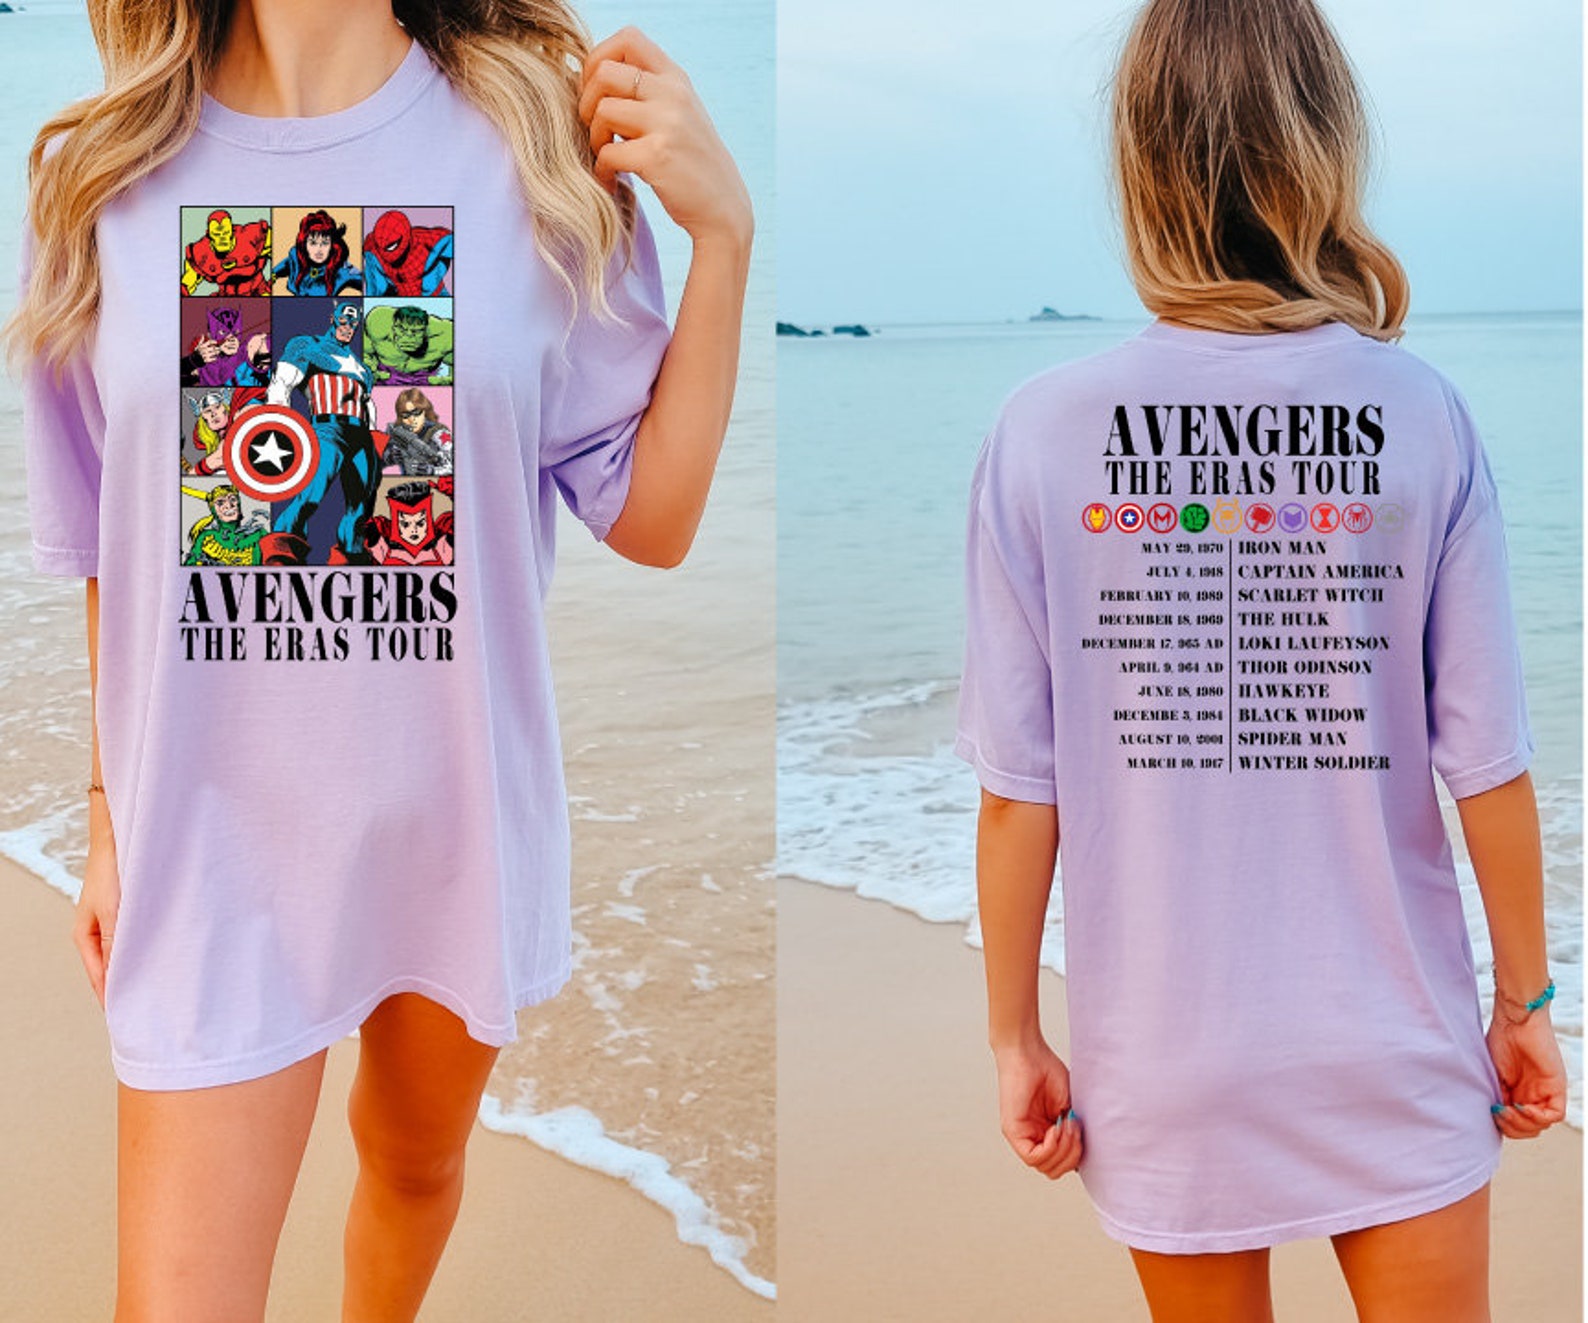 AVENGERS
THE ERAS TOUR
AVENGERS
THE ERAS TOUR
MAY 29, 1970 IRON MAN
JULY 4, 1918 CAPTAIN AMERICA
FEBRUARY 10, 1989 SCARLET WITCH
DECEMBER 18, 1969 THE HULK
DECEMBER 17, 965 AD LOKI LAUFEYSON
APRIL 9, 964 AD THOR ODINSON
JUNE 18, 1980 HAWKEYE
DECEMBE 3, 1984 BLACK WIDOW
AUGUST 10, 2001 SPIDER MAN
MARCH 10, 1917 WINTER SOLDIER